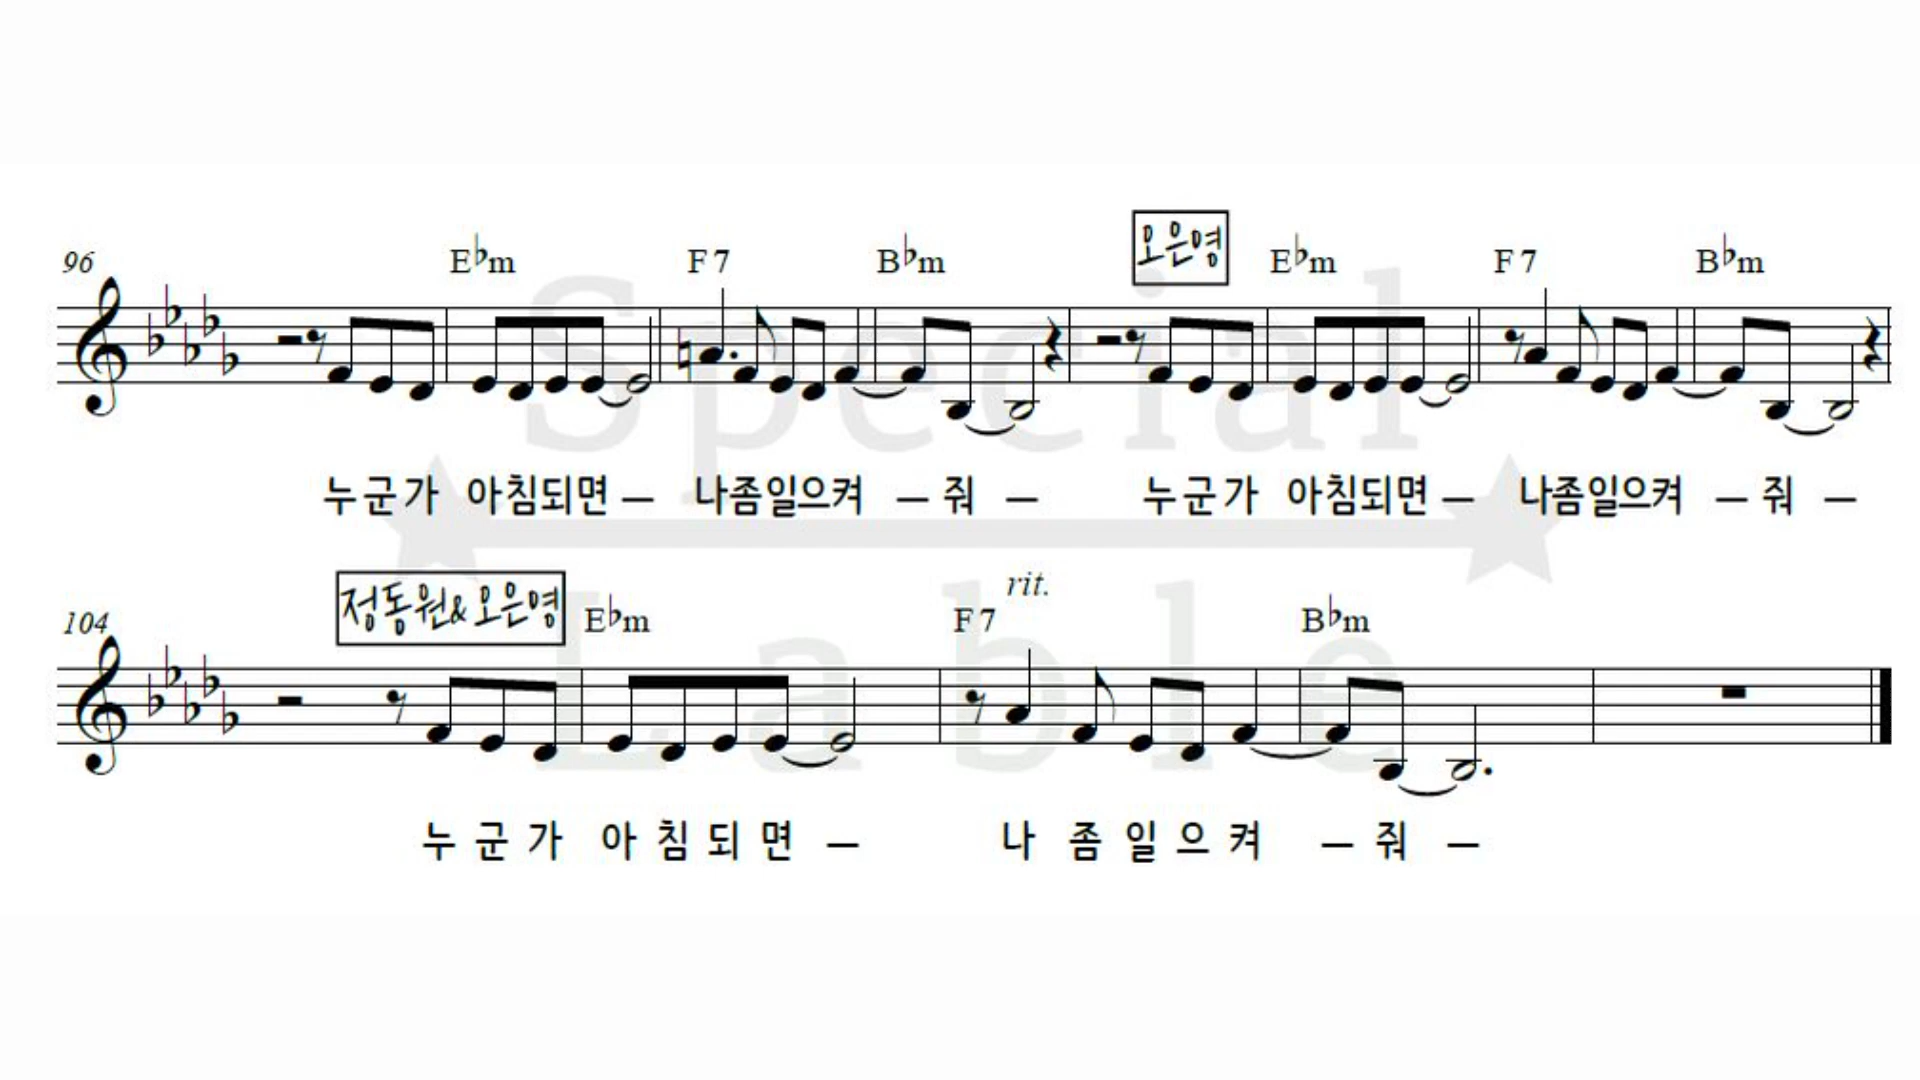 오은영
96 E♭m F7 B♭m E♭m F7 B♭m
Special
누군가 아침되면 – 나좀일으켜 – 줘 – 누군가 아침되면 – 나좀일으켜 – 줘 –
rit.
104 정동원&오은영 E♭m F7 B♭m
Lable
누군가 아침되면 – 나좀일으켜 – 줘 –